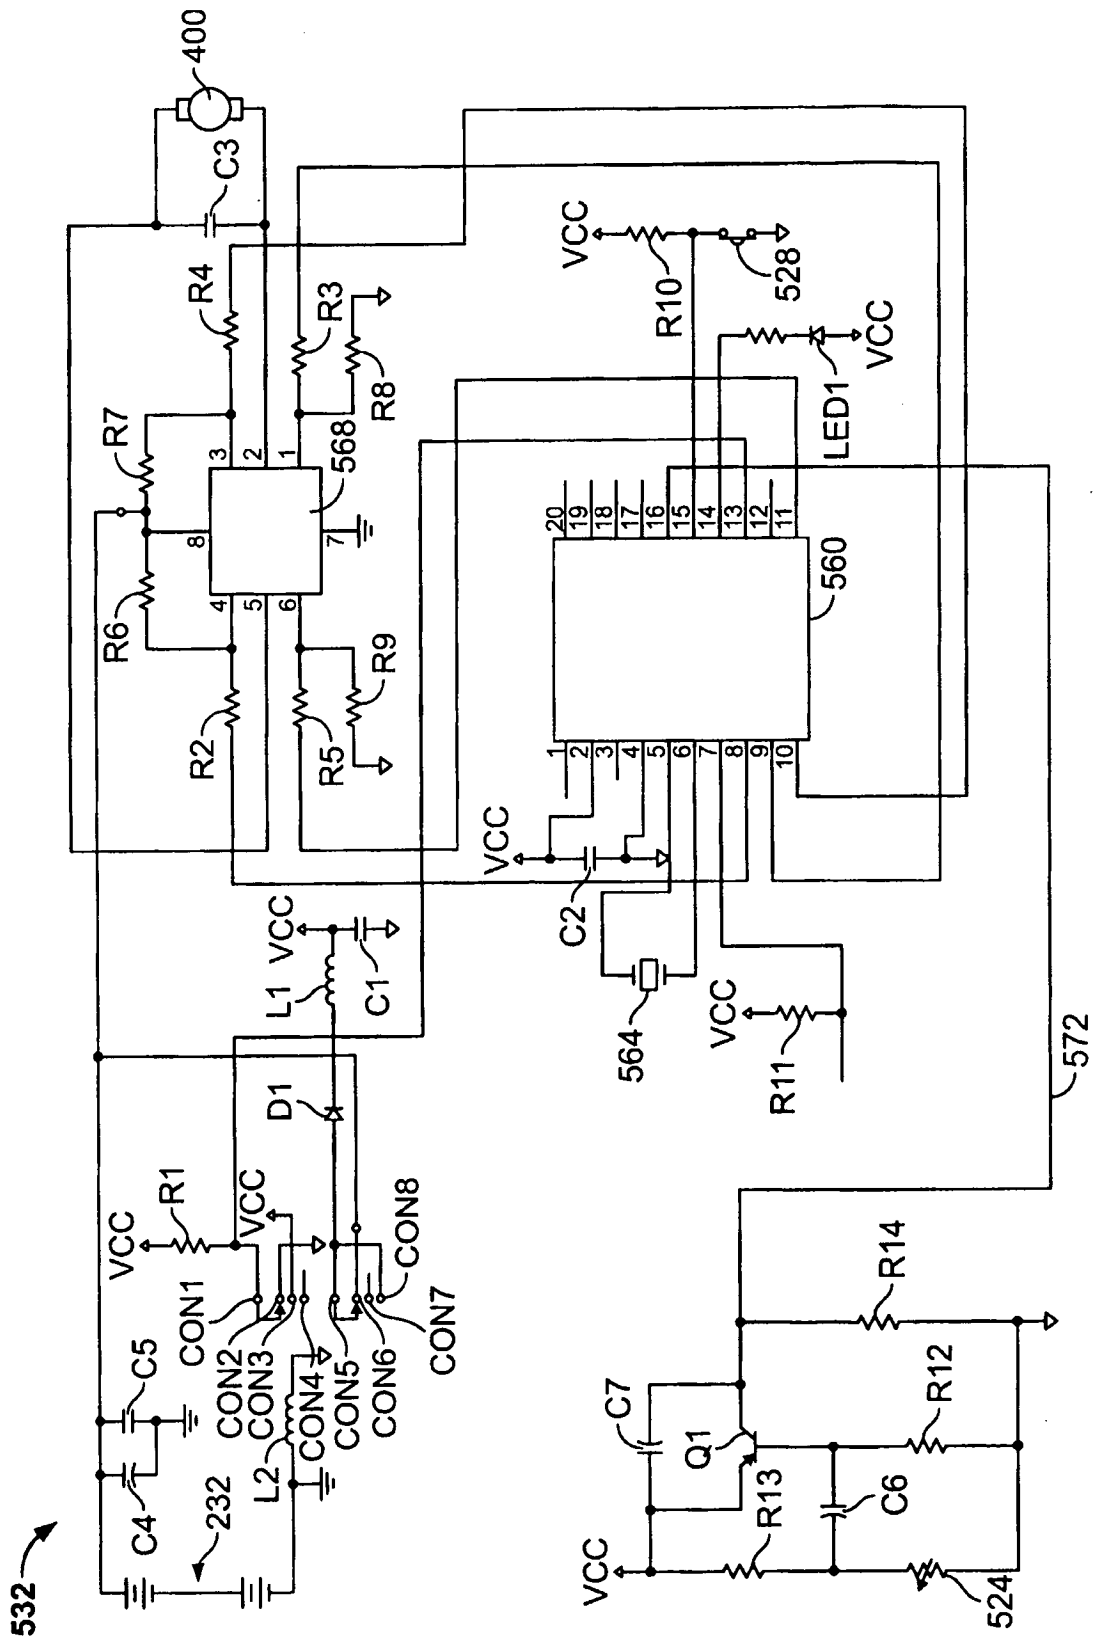 532
232
C4
C5
VCC
R1
CON1
CON2
CON3
CON4
CON5
CON6
CON7
CON8
L2
VCC
D1
L1
VCC
C1
R6
R7
R2
R4
R5
R9
R3
R8
8
4
5
6
3
2
1
7
568
C3
400
VCC
C2
564
VCC
R11
1
2
3
4
5
6
7
8
9
10
20
19
18
17
16
15
14
13
12
11
560
VCC
R10
528
LED1
VCC
572
VCC
C7
Q1
R13
C6
R12
R14
524